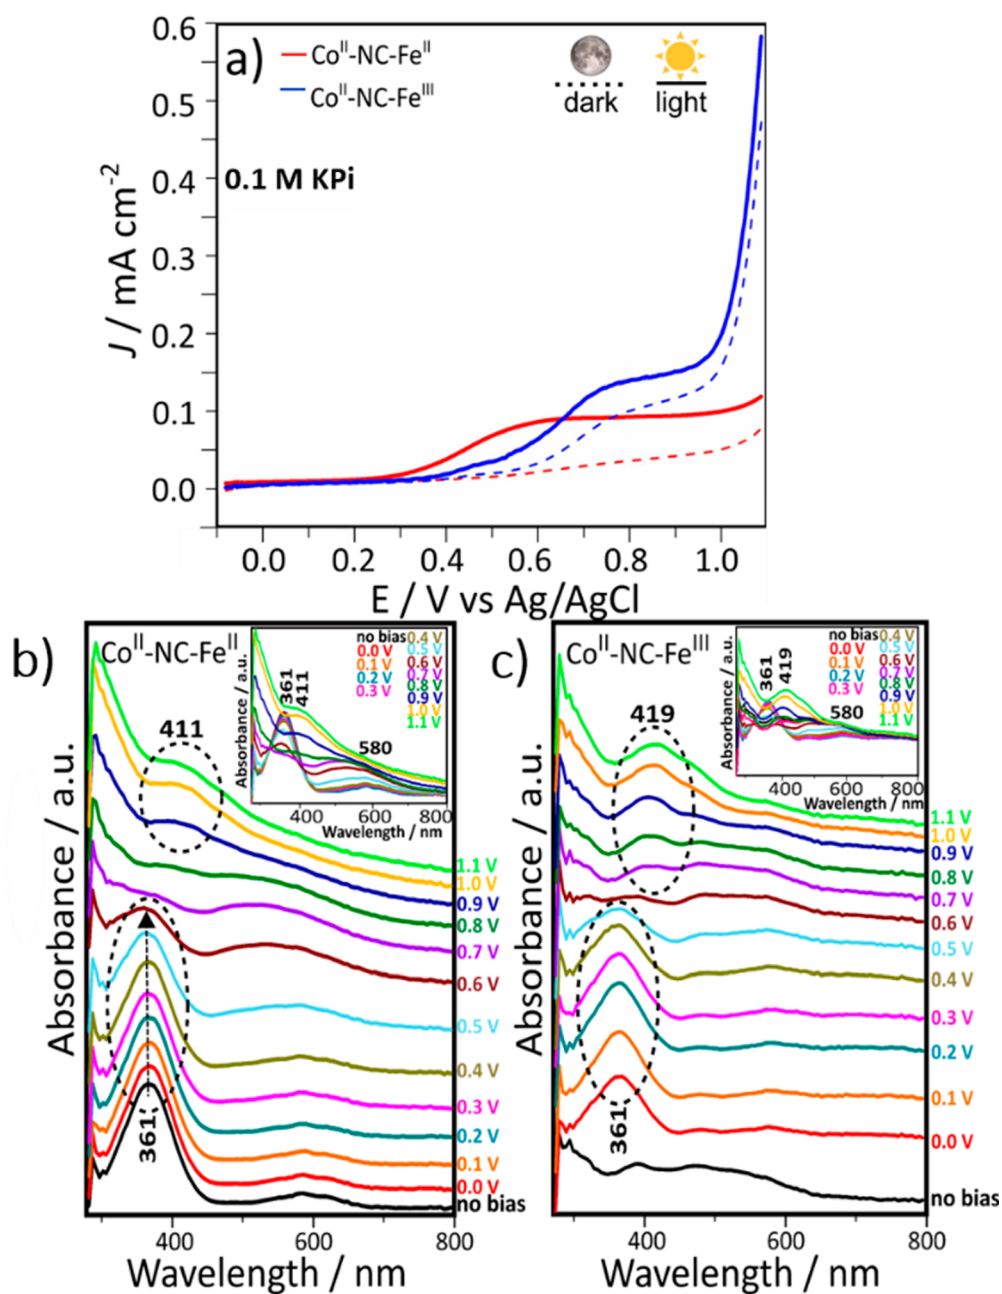 a)
Co^II-NC-Fe^II
Co^II-NC-Fe^III
dark
light
0.1 M KPi
0.6
0.5
0.4
0.3
0.2
0.1
0.0
J / mA cm^-2
0.0 0.2 0.4 0.6 0.8 1.0
E / V vs Ag/AgCl
b)
Co^II-NC-Fe^II
411
361
Absorbance / a.u.
1.1 V
1.0 V
0.9 V
0.8 V
0.7 V
0.6 V
0.5 V
0.4 V
0.3 V
0.2 V
0.1 V
0.0 V
no bias
400 600 800
Wavelength / nm
no bias 0.4 V
0.0 V 0.5 V
0.1 V 0.6 V
0.2 V 0.7 V
0.3 V 0.8 V
0.9 V
1.0 V
1.1 V
361
411
580
Absorbance / a.u.
300 400 500 600 800
Wavelength / nm
c)
Co^II-NC-Fe^III
419
361
Absorbance / a.u.
1.1 V
1.0 V
0.9 V
0.8 V
0.7 V
0.6 V
0.5 V
0.4 V
0.3 V
0.2 V
0.1 V
0.0 V
no bias
400 600 800
Wavelength / nm
no bias 0.4 V
0.0 V 0.5 V
0.1 V 0.6 V
0.2 V 0.7 V
0.3 V 0.8 V
0.9 V
1.0 V
1.1 V
361
419
580
Absorbance / a.u.
300 400 500 600 800
Wavelength / nm